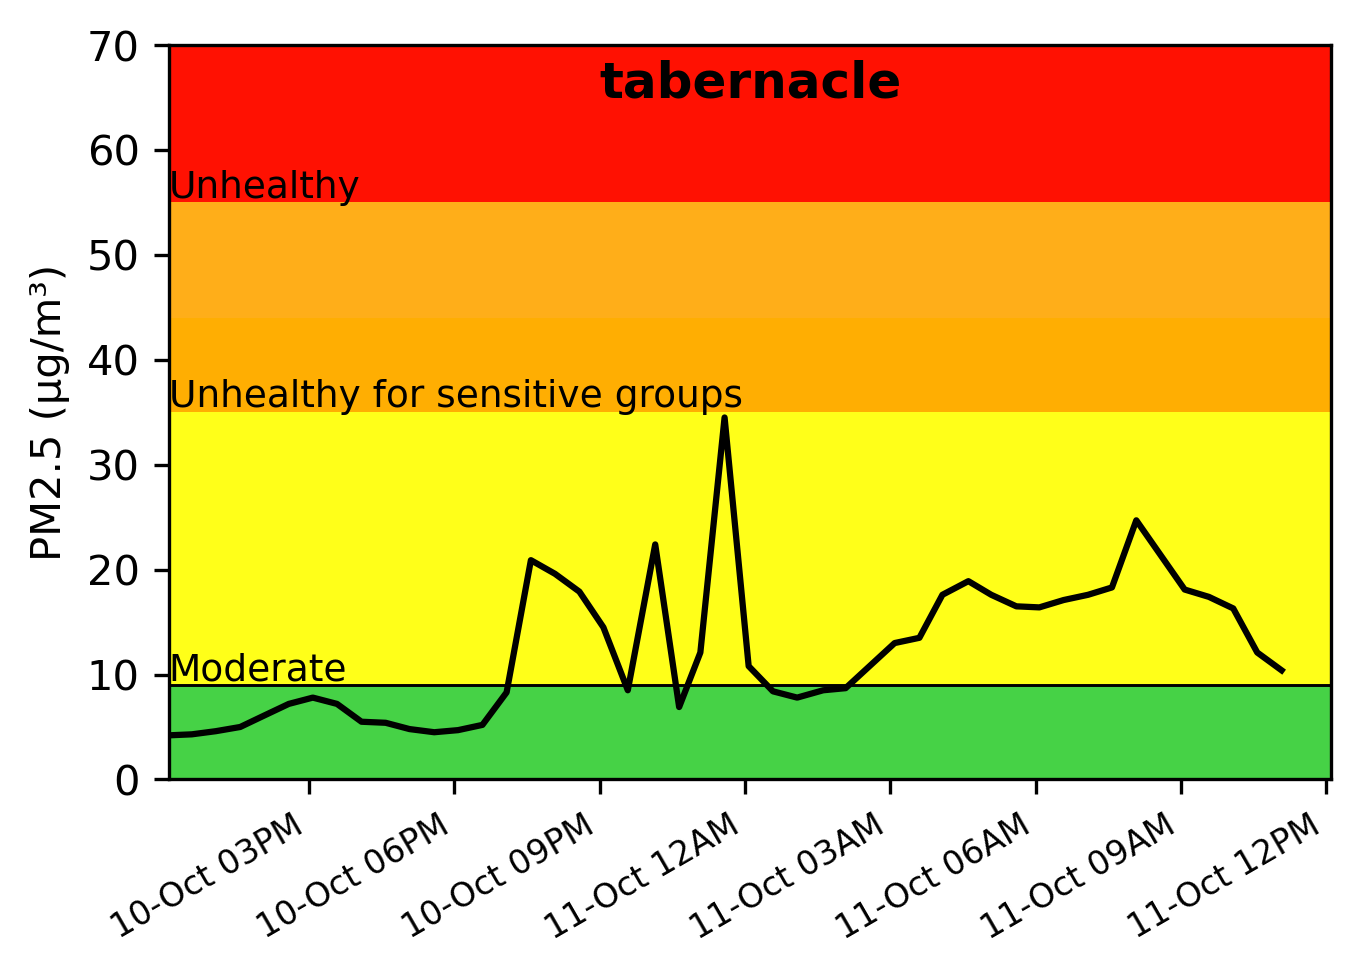 tabernacle
PM2.5 (µg/m³)
70
60
50
40
30
20
10
0
Unhealthy
Unhealthy for sensitive groups
Moderate
10-Oct 03PM
10-Oct 06PM
10-Oct 09PM
11-Oct 12AM
11-Oct 03AM
11-Oct 06AM
11-Oct 09AM
11-Oct 12PM